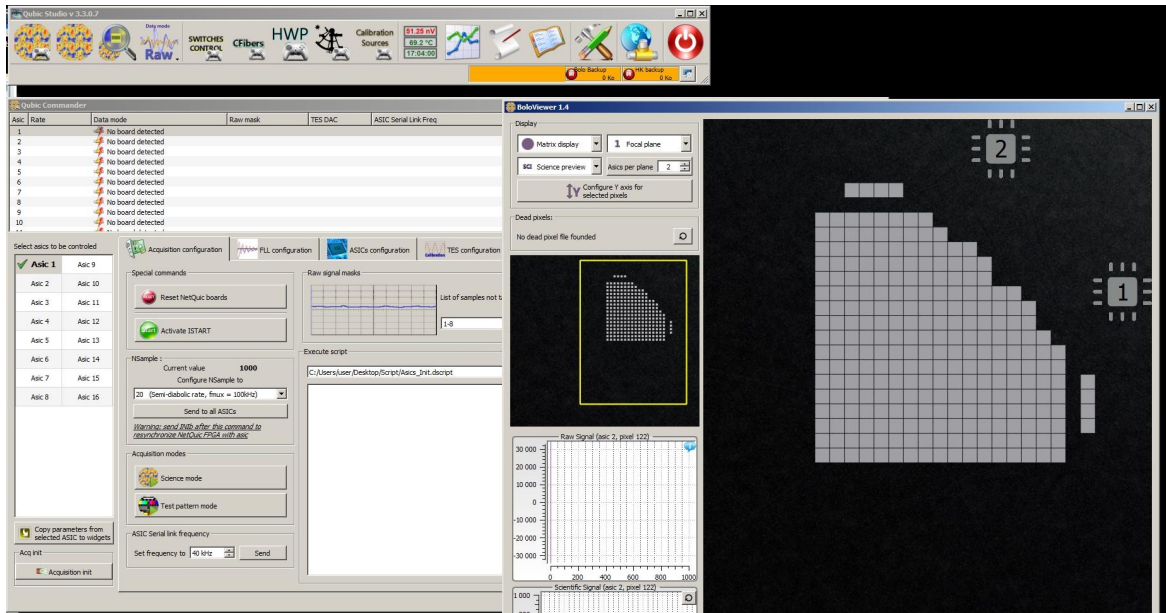 Qubic Studio v 3.3.0.7
Data mode
Raw.
SWITCHES
CONTROL
CFibers
HWP
Calibration
Sources
51.25 mV
69.2 °C
17:04:00
Bolo Backup
0 Ko
HK backup
0 Ko
Qubic Commander
Asic Rate Data mode Raw mask TES DAC ASIC Serial Link Freq
1 No board detected
2 No board detected
3 No board detected
4 No board detected
5 No board detected
6 No board detected
7 No board detected
8 No board detected
9 No board detected
10 No board detected
Select asics to be controled
Asic 1 Asic 9
Asic 2 Asic 10
Asic 3 Asic 11
Asic 4 Asic 12
Asic 5 Asic 13
Asic 6 Asic 14
Asic 7 Asic 15
Asic 8 Asic 16
Copy parameters from
selected ASIC to widgets
Acq init
Acquisition init
Acquisition configuration FLL configuration ASICs configuration TES configuration
Special commands
Reset NetQuic boards
Activate ISTART
NSample :
Current value 1000
Configure NSample to
20 (Semi-diabolic rate, fmux = 100kHz)
Send to all ASICs
Warning: send INIb after this command to
resynchronize NetQuic FPGA with asic
Acquisition modes
Science mode
Test pattern mode
ASIC Serial link frequency
Set frequency to 40 kHz Send
Raw signal masks
List of samples not t
1-8
Execute script
C:/Users/user/Desktop/Script/Asics_Init.dscript
BoloViewer 1.4
Display
Matrix display 1 Focal plane
SCI Science preview Asics per plane 2
Y Configure Y axis for
selected pixels
Dead pixels:
No dead pixel file founded
Raw Signal (asic 2, pixel 122)
30 000
20 000
10 000
0
-10 000
-20 000
-30 000
0 200 400 600 800 1000
Scientific Signal (asic 2, pixel 122)
1 000
2
1